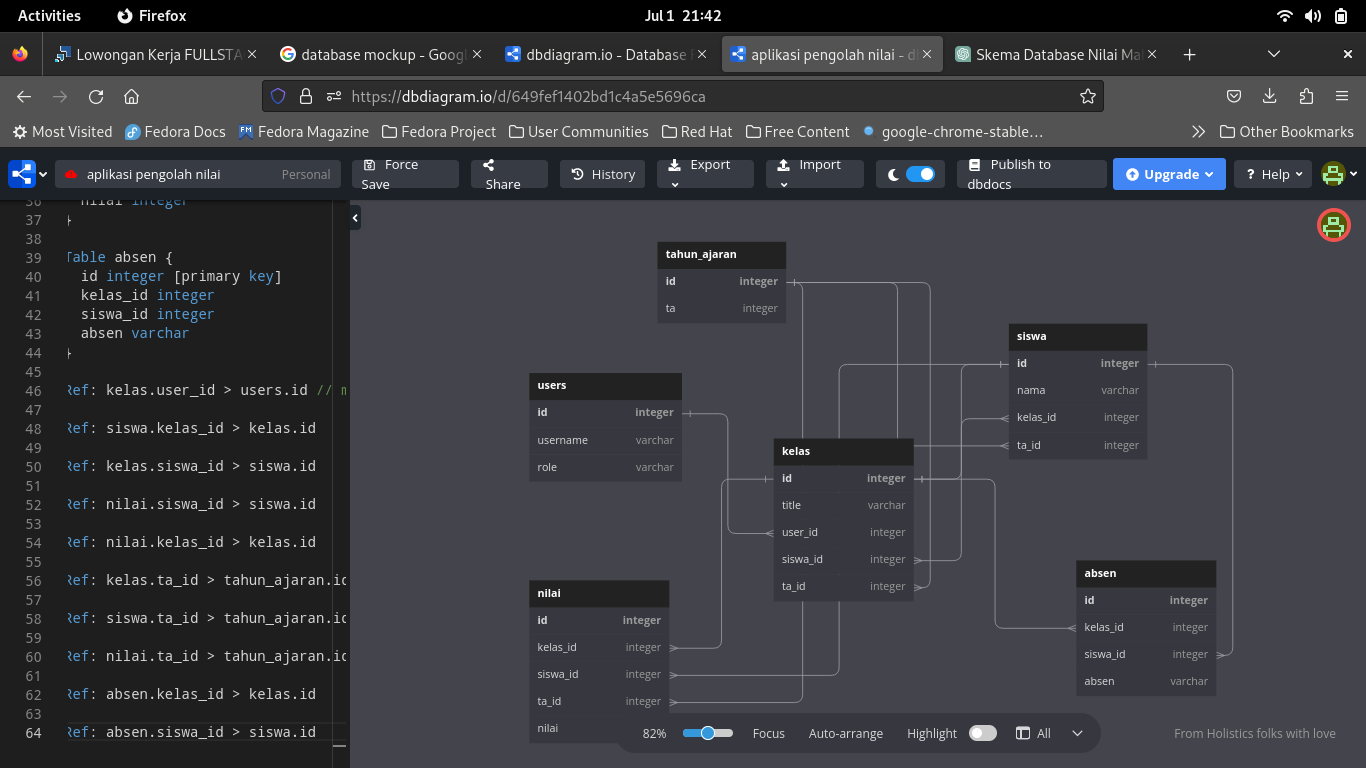 Activities
Firefox
Jul 1 21:42
Lowongan Kerja FULLSTA
database mockup - Goog
dbdiagram.io - Database
aplikasi pengolah nilai - d
Skema Database Nilai Ma
https://dbdiagram.io/d/649fef1402bd1c4a5e5696ca
Most Visited
Fedora Docs
Fedora Magazine
Fedora Project
User Communities
Red Hat
Free Content
google-chrome-stable…
Other Bookmarks
aplikasi pengolah nilai
Personal
Force Save
Share
History
Export
Import
Publish to dbdocs
Upgrade
Help
36 nilai integer
37 }
38
39 Table absen {
40 id integer [primary key]
41 kelas_id integer
42 siswa_id integer
43 absen varchar
44 }
45
46 Ref: kelas.user_id > users.id // m
47
48 Ref: siswa.kelas_id > kelas.id
49
50 Ref: kelas.siswa_id > siswa.id
51
52 Ref: nilai.siswa_id > siswa.id
53
54 Ref: nilai.kelas_id > kelas.id
55
56 Ref: kelas.ta_id > tahun_ajaran.id
57
58 Ref: siswa.ta_id > tahun_ajaran.id
59
60 Ref: nilai.ta_id > tahun_ajaran.id
61
62 Ref: absen.kelas_id > kelas.id
63
64 Ref: absen.siswa_id > siswa.id
tahun_ajaran
id integer
ta integer
siswa
id integer
nama varchar
kelas_id integer
ta_id integer
users
id integer
username varchar
role varchar
kelas
id integer
title varchar
user_id integer
siswa_id integer
ta_id integer
nilai
id integer
kelas_id integer
siswa_id integer
ta_id integer
nilai
absen
id integer
kelas_id integer
siswa_id integer
absen varchar
82%
Focus
Auto-arrange
Highlight
All
From Holistics folks with love